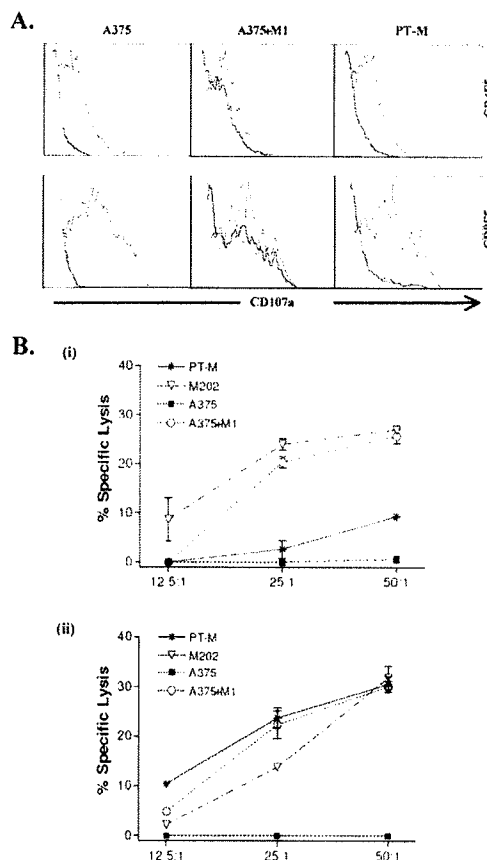 A.
A375 A375+M1 PT-M
CD107a
B.
(i)
% Specific Lysis
40
30
20
10
0
PT-M
M202
A375
A375+M1
12.5:1 25:1 50:1
(ii)
% Specific Lysis
40
30
20
10
0
PT-M
M202
A375
A375+M1
12.5:1 25:1 50:1